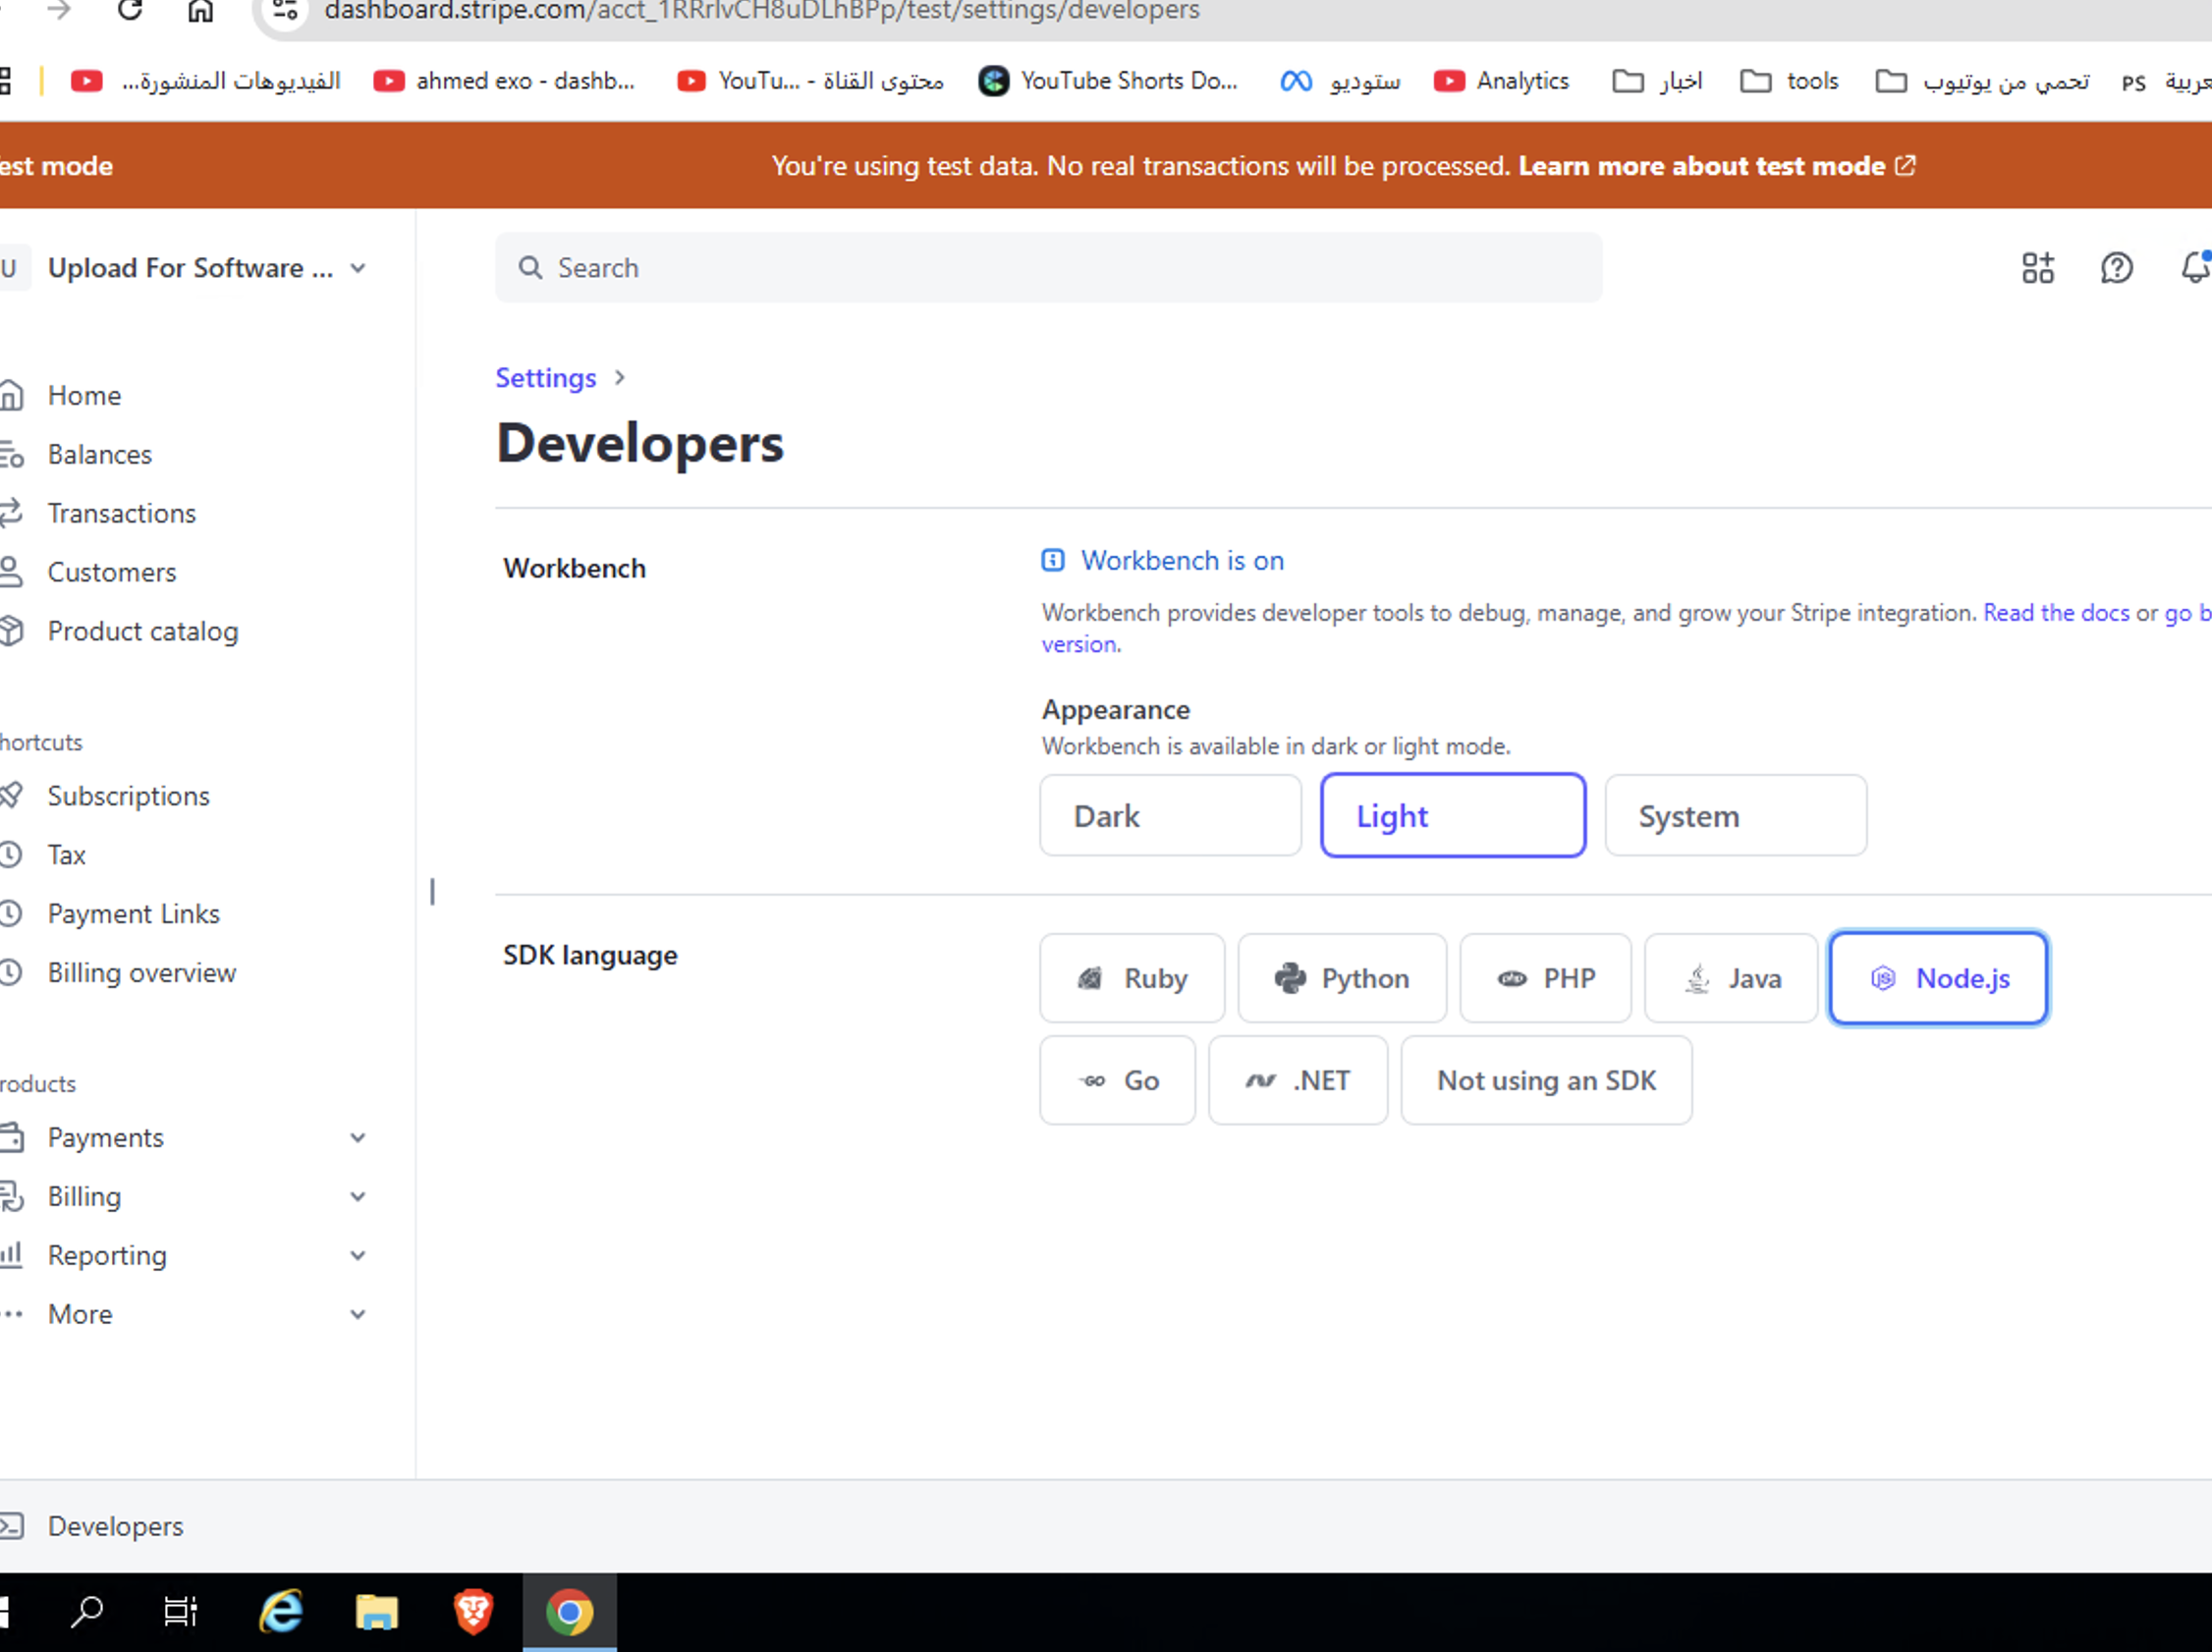 dashboard.stripe.com/acct_1RRrlvCH8uDLhBPp/test/settings/developers
الفيديوهات المنشورة...
ahmed exo - dashb...
محتوى القناة - YouTu...
YouTube Shorts Do...
ستوديو
Analytics
اخبار
tools
تحمي من يوتيوب
PS
est mode
You're using test data. No real transactions will be processed. Learn more about test mode
U
Upload For Software ...
Search
Home
Balances
Transactions
Customers
Product catalog
hortcuts
Subscriptions
Tax
Payment Links
Billing overview
roducts
Payments
Billing
Reporting
More
Settings
Developers
Workbench
Workbench is on
Workbench provides developer tools to debug, manage, and grow your Stripe integration. Read the docs or go b
version.
Appearance
Workbench is available in dark or light mode.
Dark
Light
System
SDK language
Ruby
Python
PHP
Java
Node.js
Go
.NET
Not using an SDK
Developers